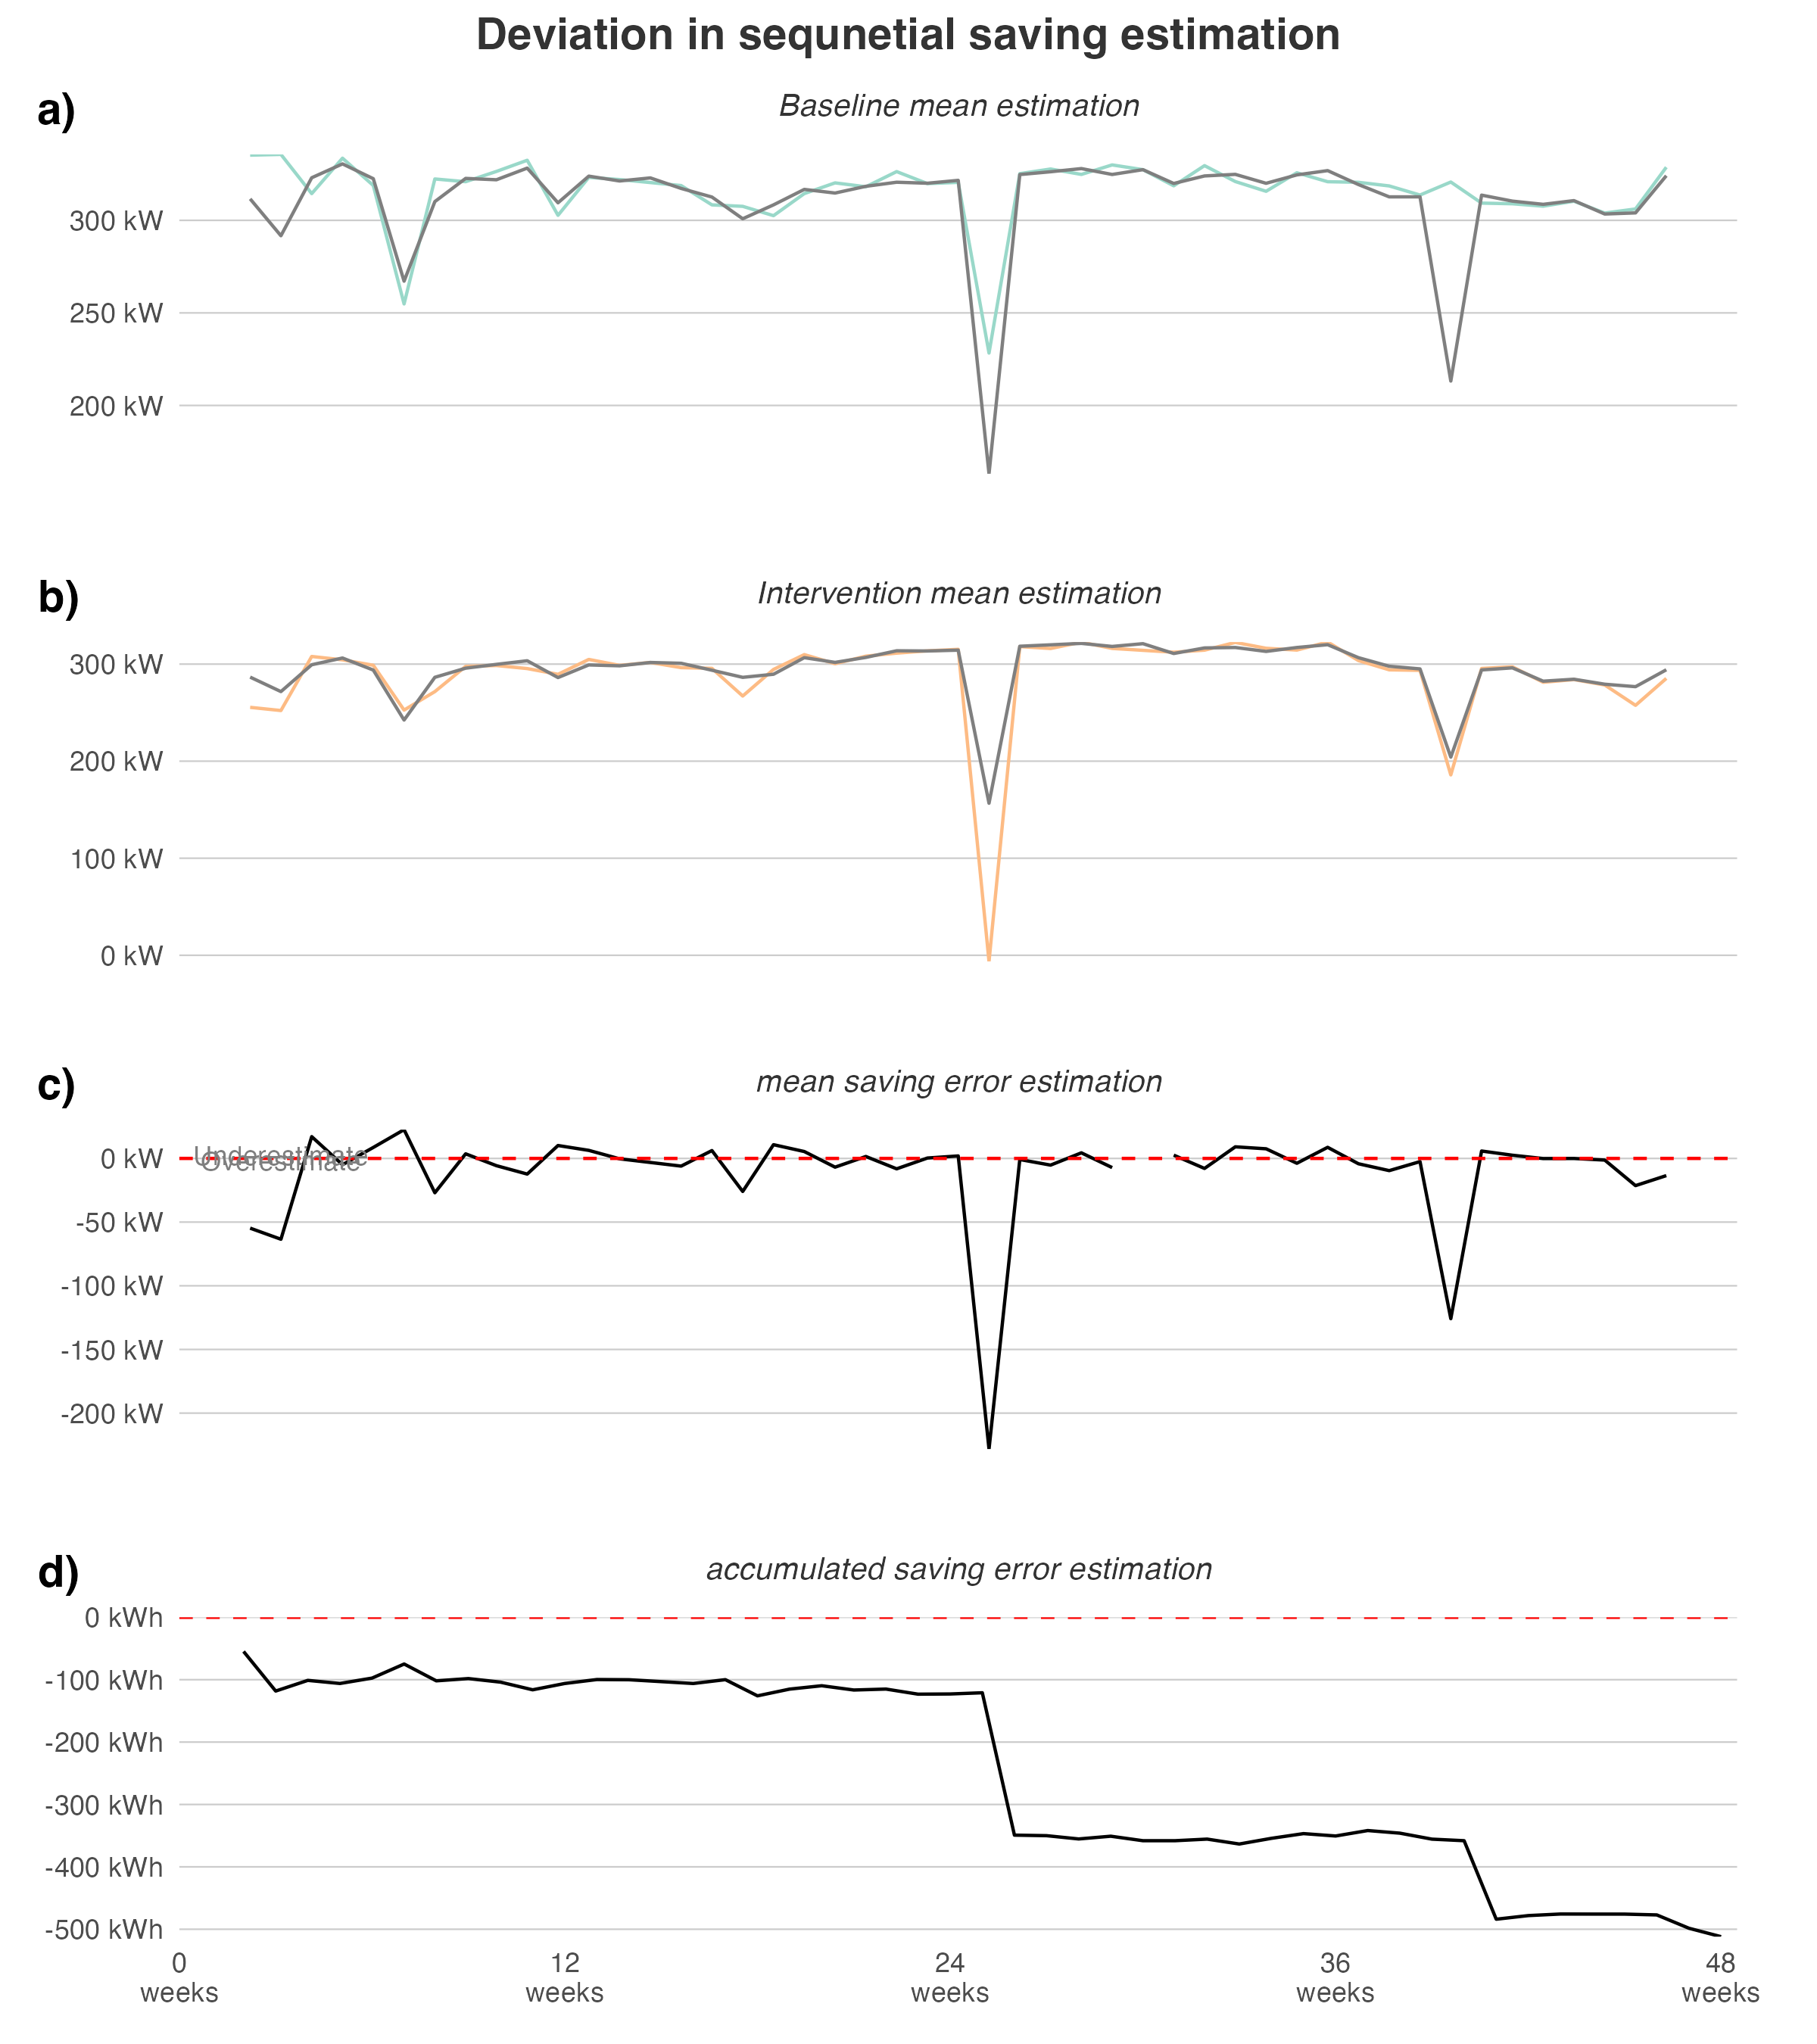 Deviation in sequnetial saving estimation
a)
Baseline mean estimation
300 kW
250 kW
200 kW
b)
Intervention mean estimation
300 kW
200 kW
100 kW
0 kW
c)
mean saving error estimation
Underestimate
0 kW
Overestimate
-50 kW
-100 kW
-150 kW
-200 kW
d)
accumulated saving error estimation
0 kWh
-100 kWh
-200 kWh
-300 kWh
-400 kWh
-500 kWh
0 12 24 36 48
weeks weeks weeks weeks weeks